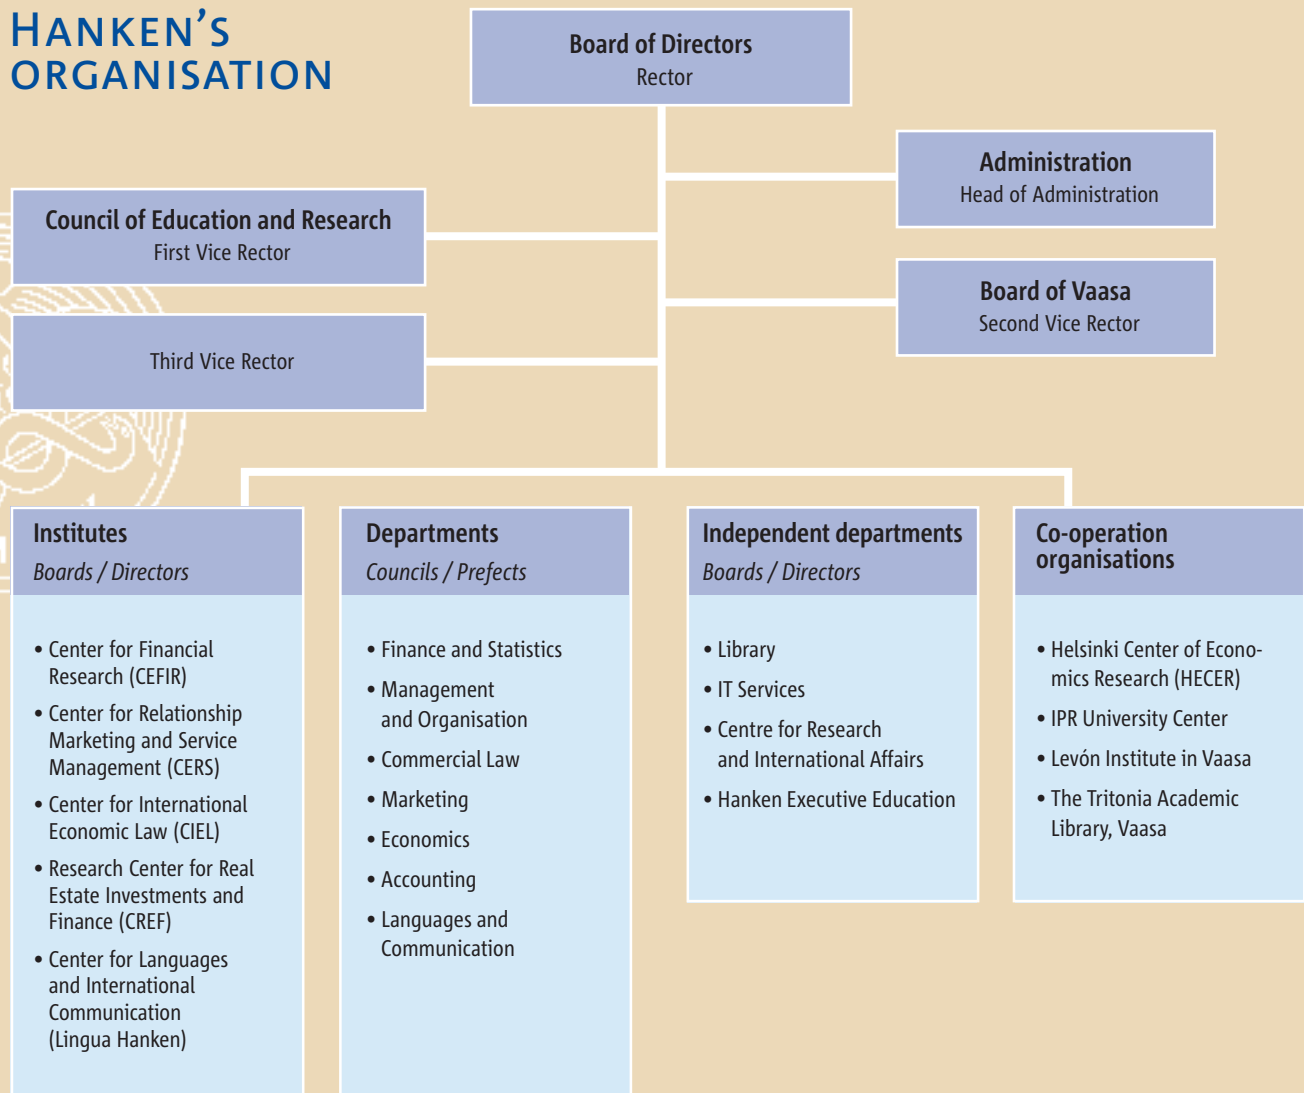 HANKEN'S
ORGANISATION
Board of Directors
Rector
Administration
Head of Administration
Council of Education and Research
First Vice Rector
Board of Vaasa
Second Vice Rector
Third Vice Rector
Institutes
Boards / Directors
• Center for Financial
Research (CEFIR)
• Center for Relationship
Marketing and Service
Management (CERS)
• Center for International
Economic Law (CIEL)
• Research Center for Real
Estate Investments and
Finance (CREF)
• Center for Languages
and International
Communication
(Lingua Hanken)
Departments
Councils / Prefects
• Finance and Statistics
• Management
and Organisation
• Commercial Law
• Marketing
• Economics
• Accounting
• Languages and
Communication
Independent departments
Boards / Directors
• Library
• IT Services
• Centre for Research
and International Affairs
• Hanken Executive Education
Co-operation
organisations
• Helsinki Center of Econo-
mics Research (HECER)
• IPR University Center
• Levón Institute in Vaasa
• The Tritonia Academic
Library, Vaasa